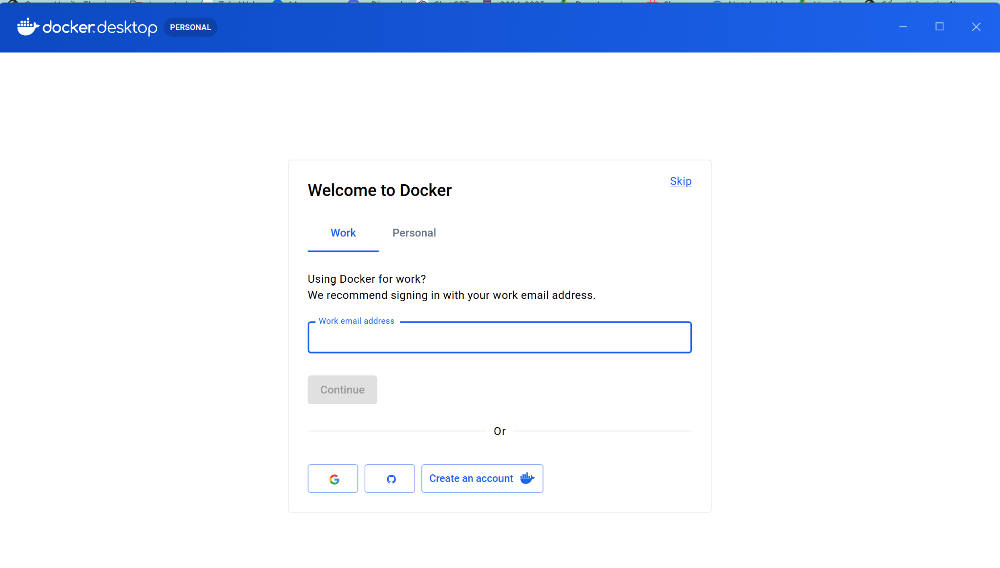 docker desktop PERSONAL
Welcome to Docker
Skip
Work Personal
Using Docker for work?
We recommend signing in with your work email address.
Work email address
Continue
Or
Create an account